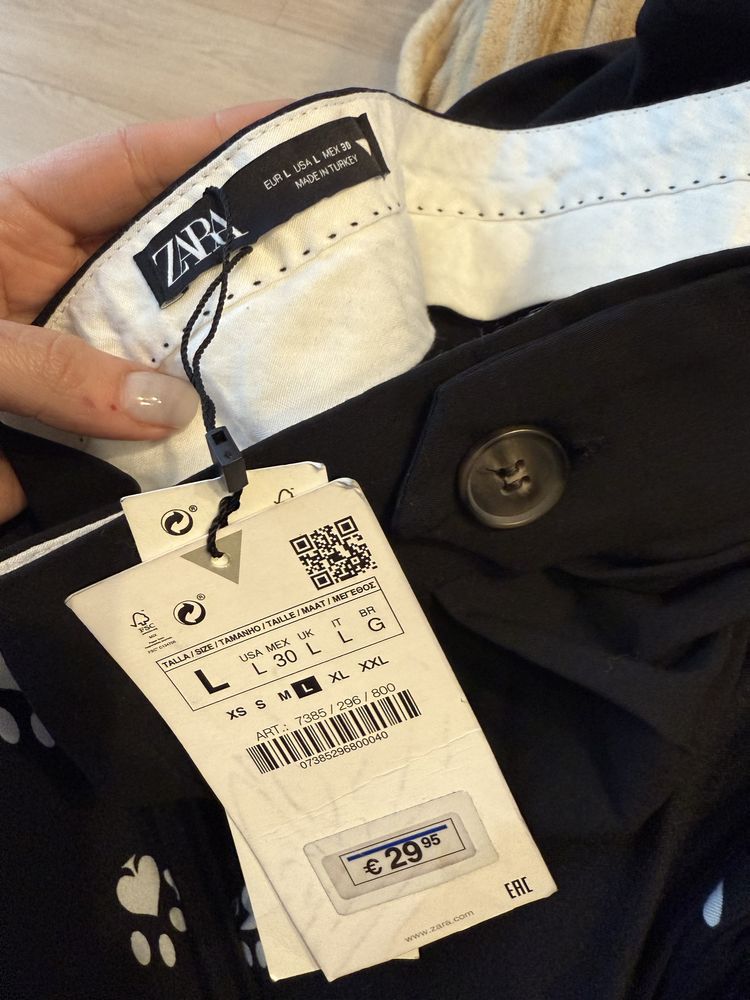 ZARA
EUR L USA L MEX 30
MADE IN TURKEY
FSC
TALLA / SIZE / TAMANHO / TAILLE / MAAT / ΜΕΓΕΘΟΣ
L
USA MEX UK IT BR
L 30 L L G
XS S M L XL XXL
ART.: 7385 / 296 / 800
07385296800040
€ 29 95
EAC
www.zara.com